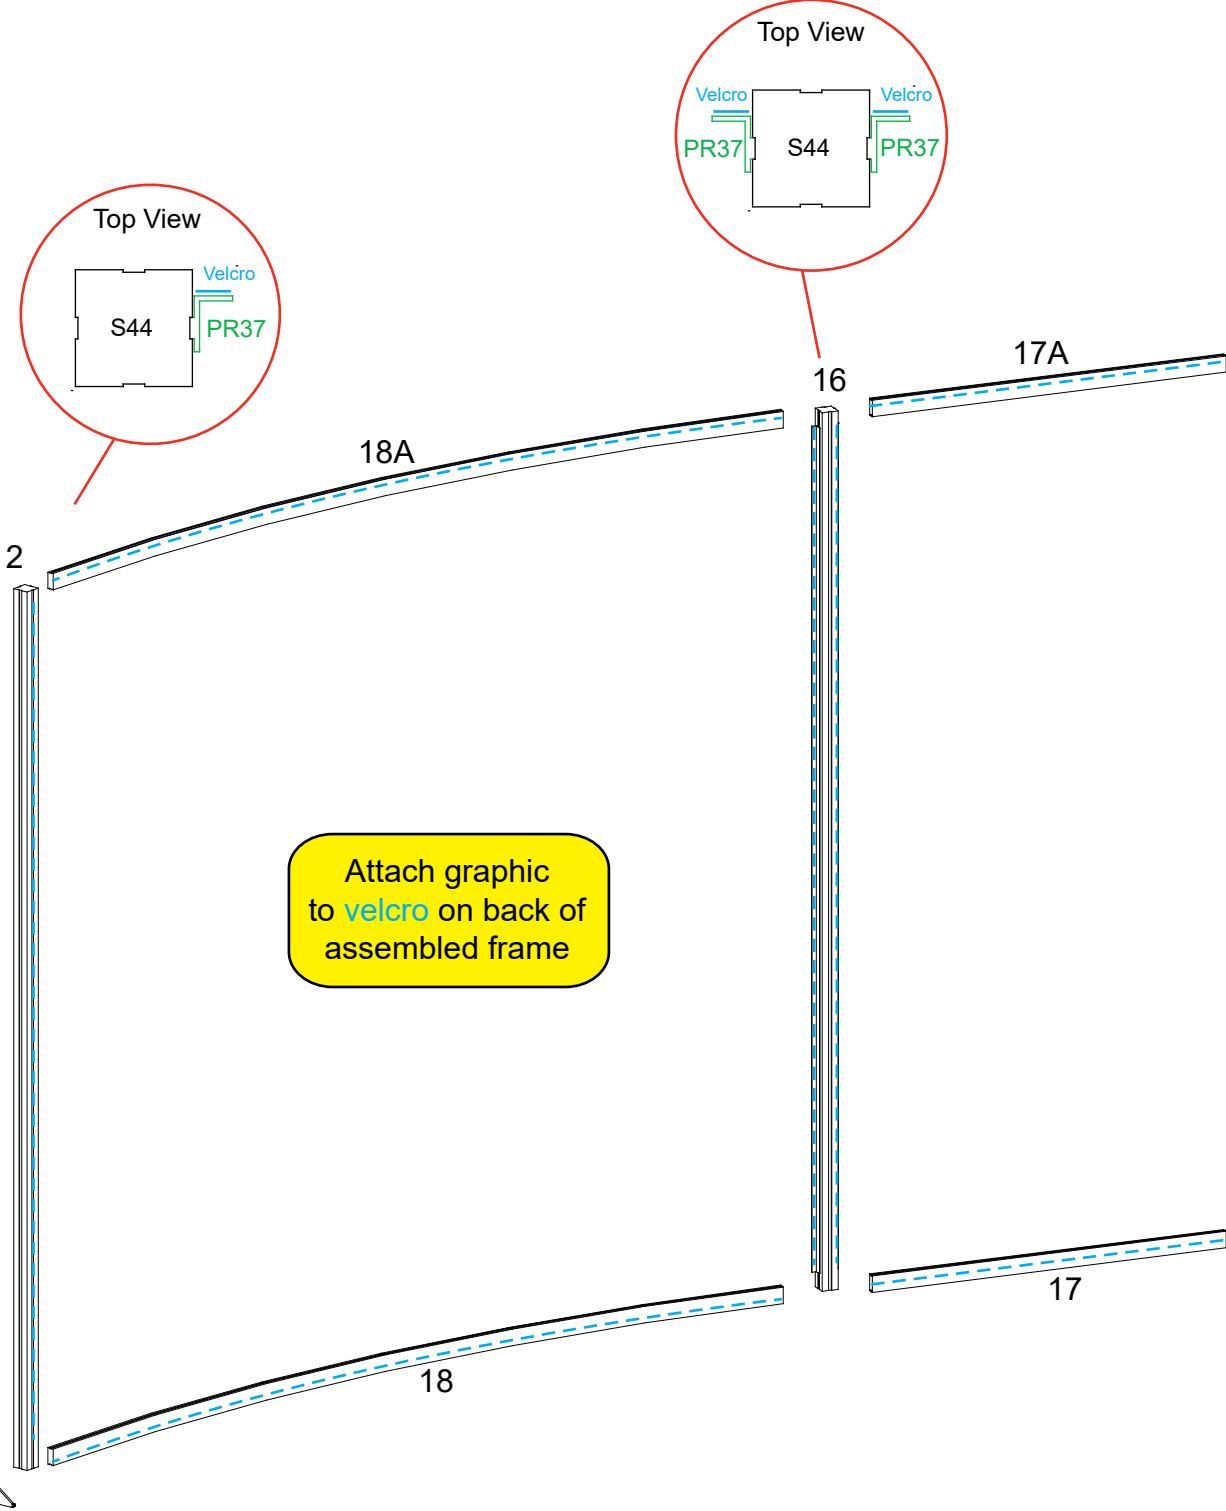 Top View
Velcro
Velcro
PR37
S44
PR37
Top View
Velcro
S44
PR37
17A
16
18A
2
Attach graphic
to velcro on back of
assembled frame
17
18